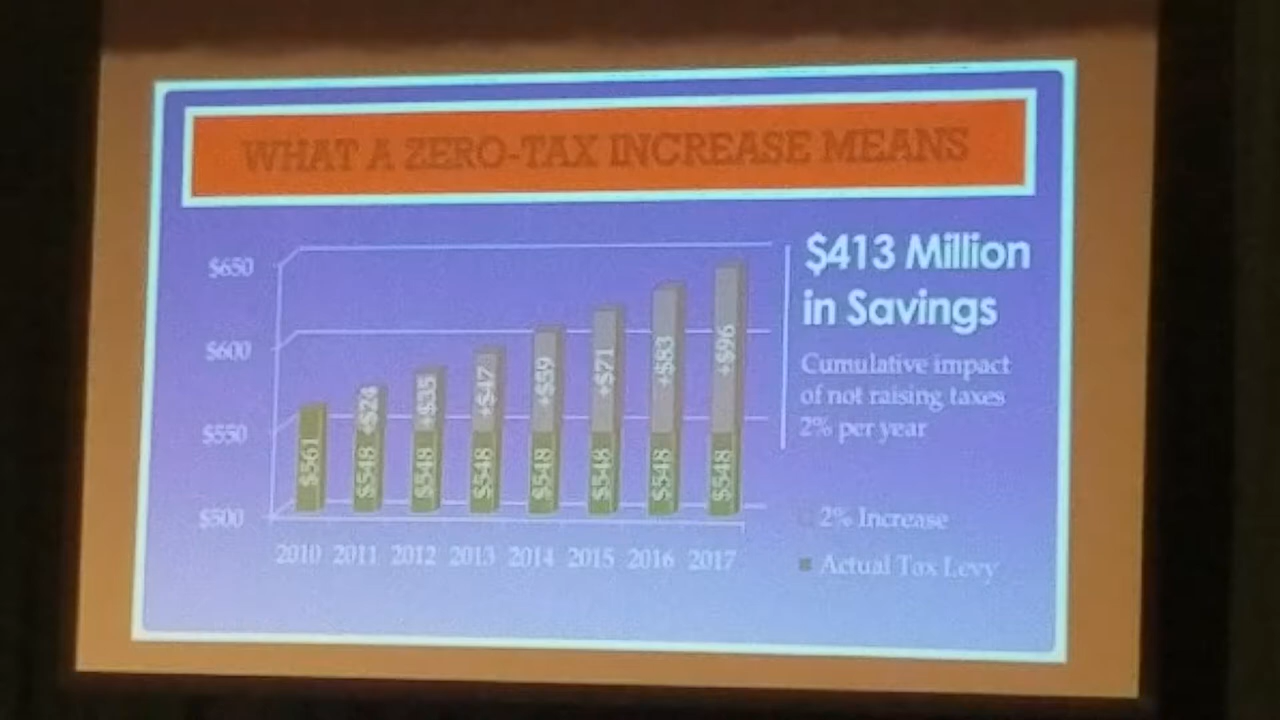 WHAT A ZERO-TAX INCREASE MEANS
$413 Million
in Savings
Cumulative impact
of not raising taxes
2% per year
$650
$600
$550
$500
$561
$548 +$24
$548 +$35
$548 +$47
$548 +$59
$548 +$71
$548 +$83
$548 +$96
2010 2011 2012 2013 2014 2015 2016 2017
2% Increase
Actual Tax Levy